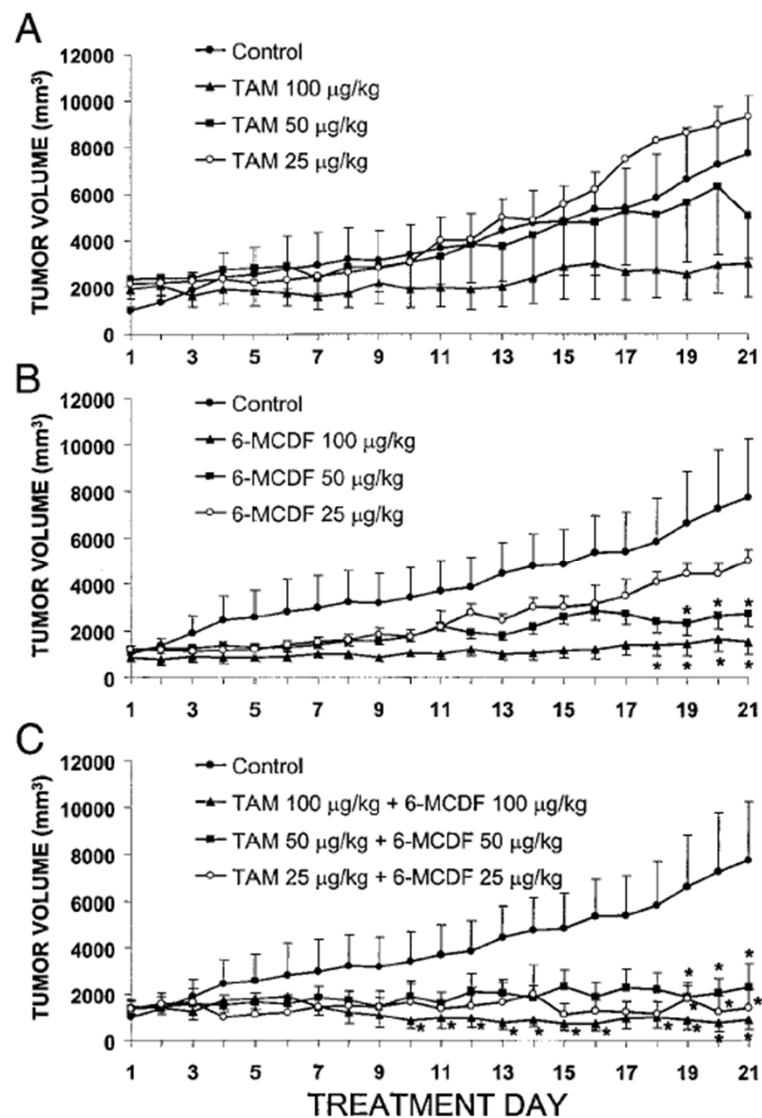 A
12000
10000
8000
6000
4000
2000
0
TUMOR VOLUME (mm³)
Control
TAM 100 μg/kg
TAM 50 μg/kg
TAM 25 μg/kg
1 3 5 7 9 11 13 15 17 19 21
B
12000
10000
8000
6000
4000
2000
0
TUMOR VOLUME (mm³)
Control
6-MCDF 100 μg/kg
6-MCDF 50 μg/kg
6-MCDF 25 μg/kg
* * *
* * * *
1 3 5 7 9 11 13 15 17 19 21
C
12000
10000
8000
6000
4000
2000
0
TUMOR VOLUME (mm³)
Control
TAM 100 μg/kg + 6-MCDF 100 μg/kg
TAM 50 μg/kg + 6-MCDF 50 μg/kg
TAM 25 μg/kg + 6-MCDF 25 μg/kg
* * *
* * *
* * * * * * * * * * *
1 3 5 7 9 11 13 15 17 19 21
TREATMENT DAY